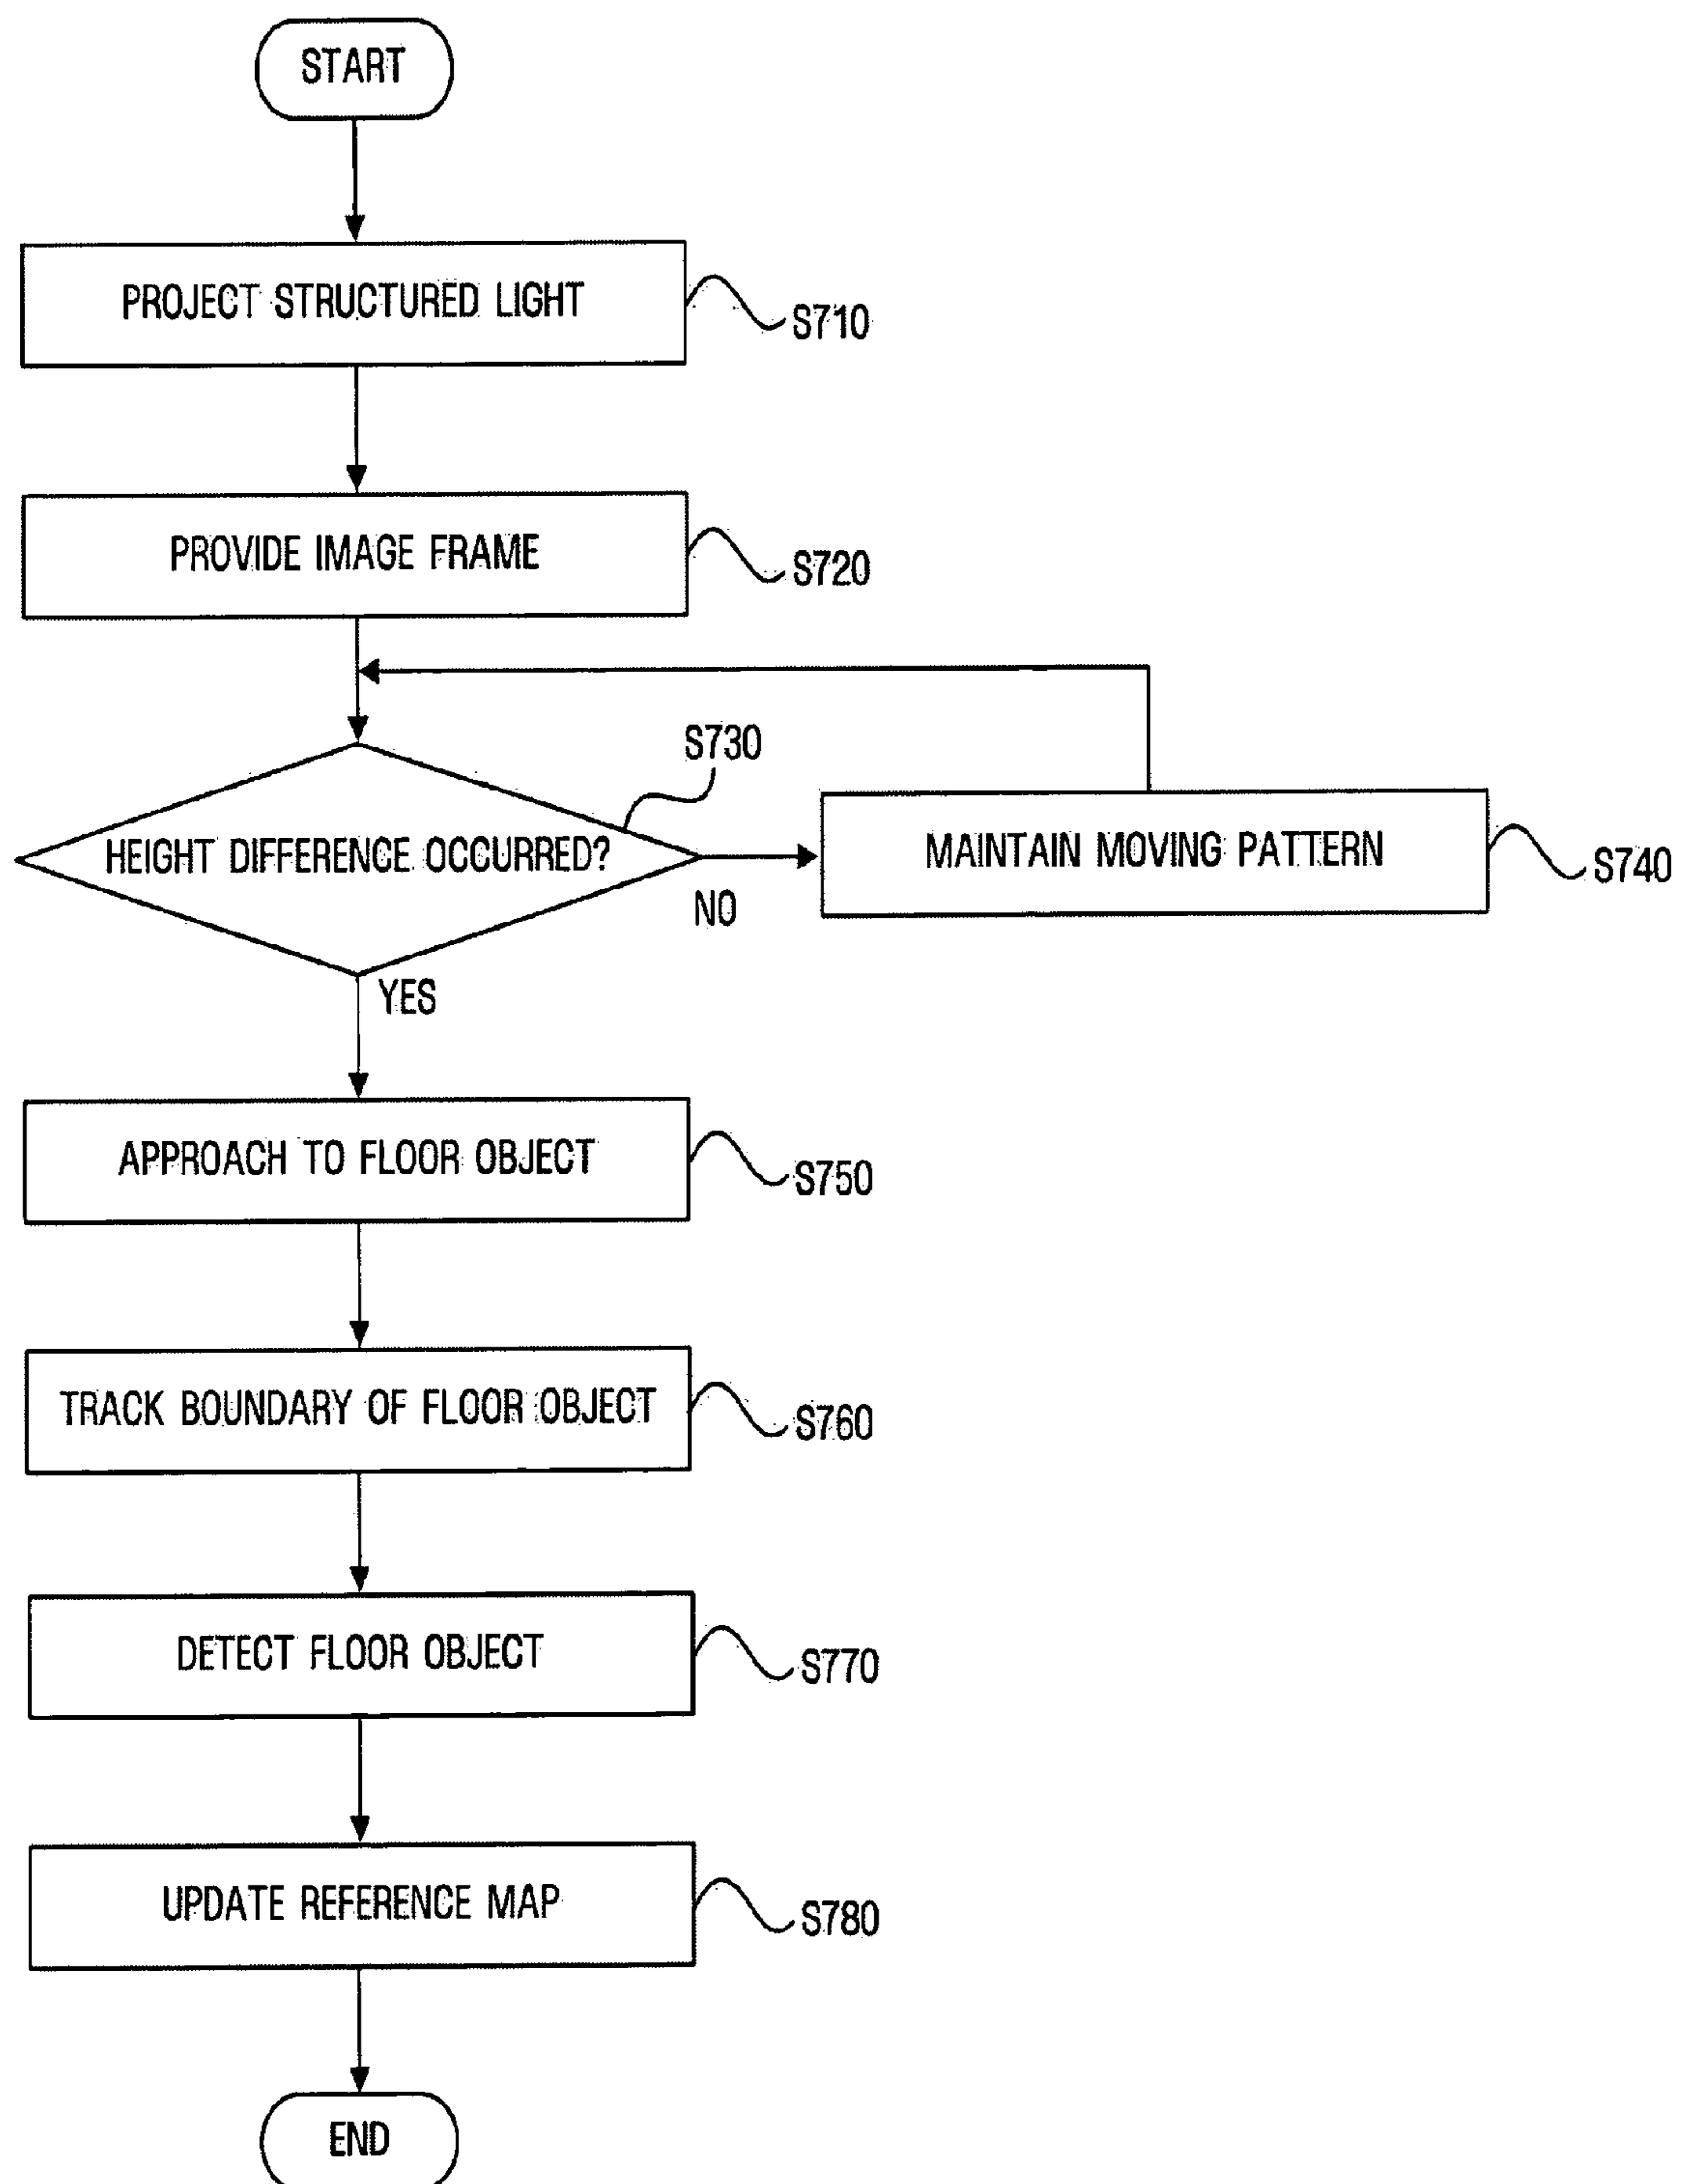 START
PROJECT STRUCTURED LIGHT
S710
PROVIDE IMAGE FRAME
S720
S730
HEIGHT DIFFERENCE OCCURRED?
NO
MAINTAIN MOVING PATTERN
S740
YES
APPROACH TO FLOOR OBJECT
S750
TRACK BOUNDARY OF FLOOR OBJECT
S760
DETECT FLOOR OBJECT
S770
UPDATE REFERENCE MAP
S780
END